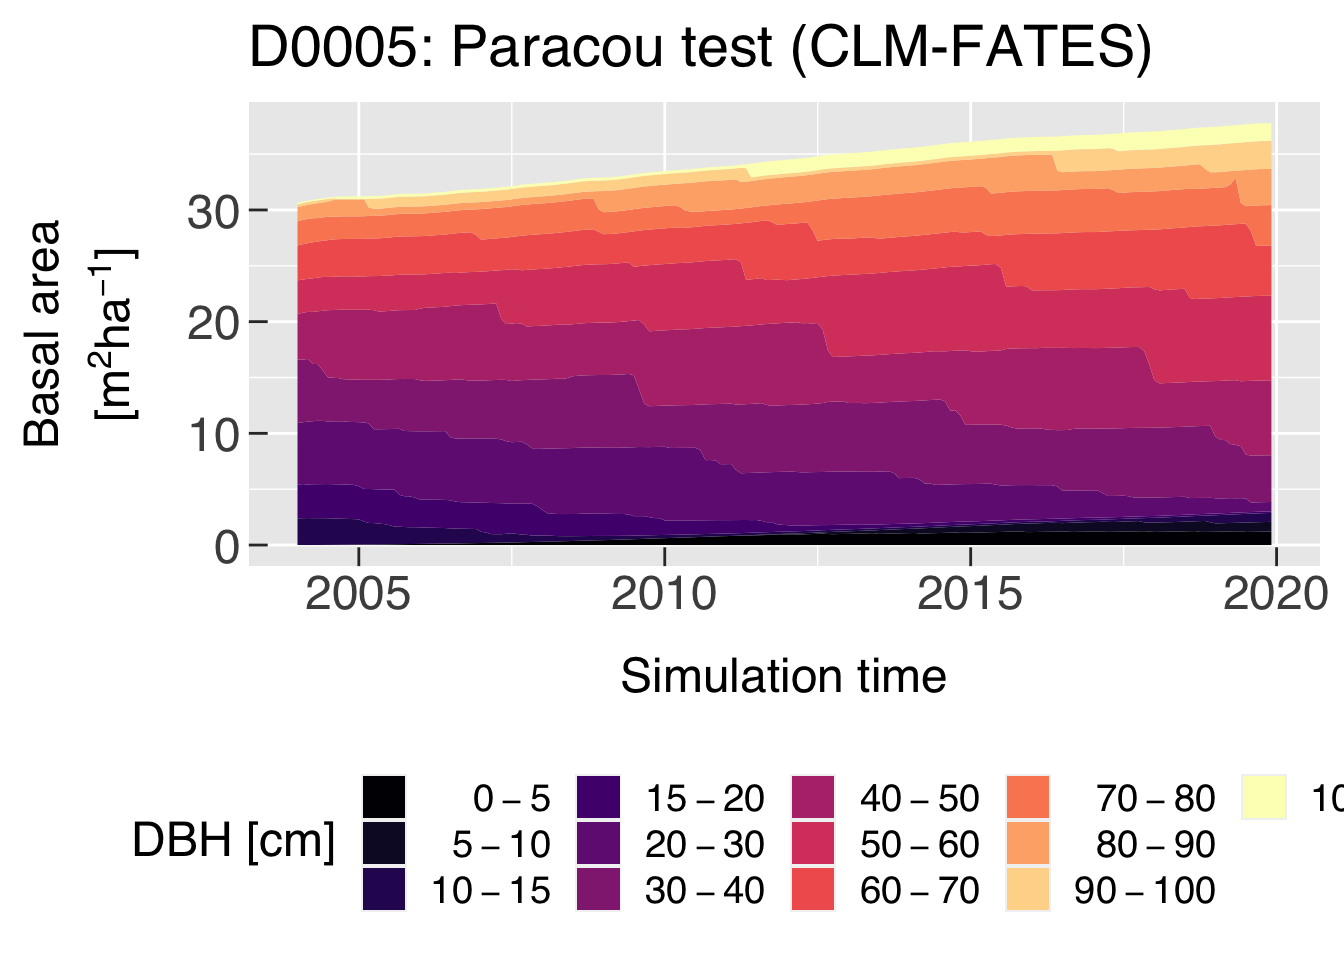 D0005: Paracou test (CLM-FATES)
Basal area
[m²ha⁻¹]
30
20
10
0
2005 2010 2015 2020
Simulation time
DBH [cm]
0 – 5 15 – 20 40 – 50 70 – 80 10
5 – 10 20 – 30 50 – 60 80 – 90
10 – 15 30 – 40 60 – 70 90 – 100